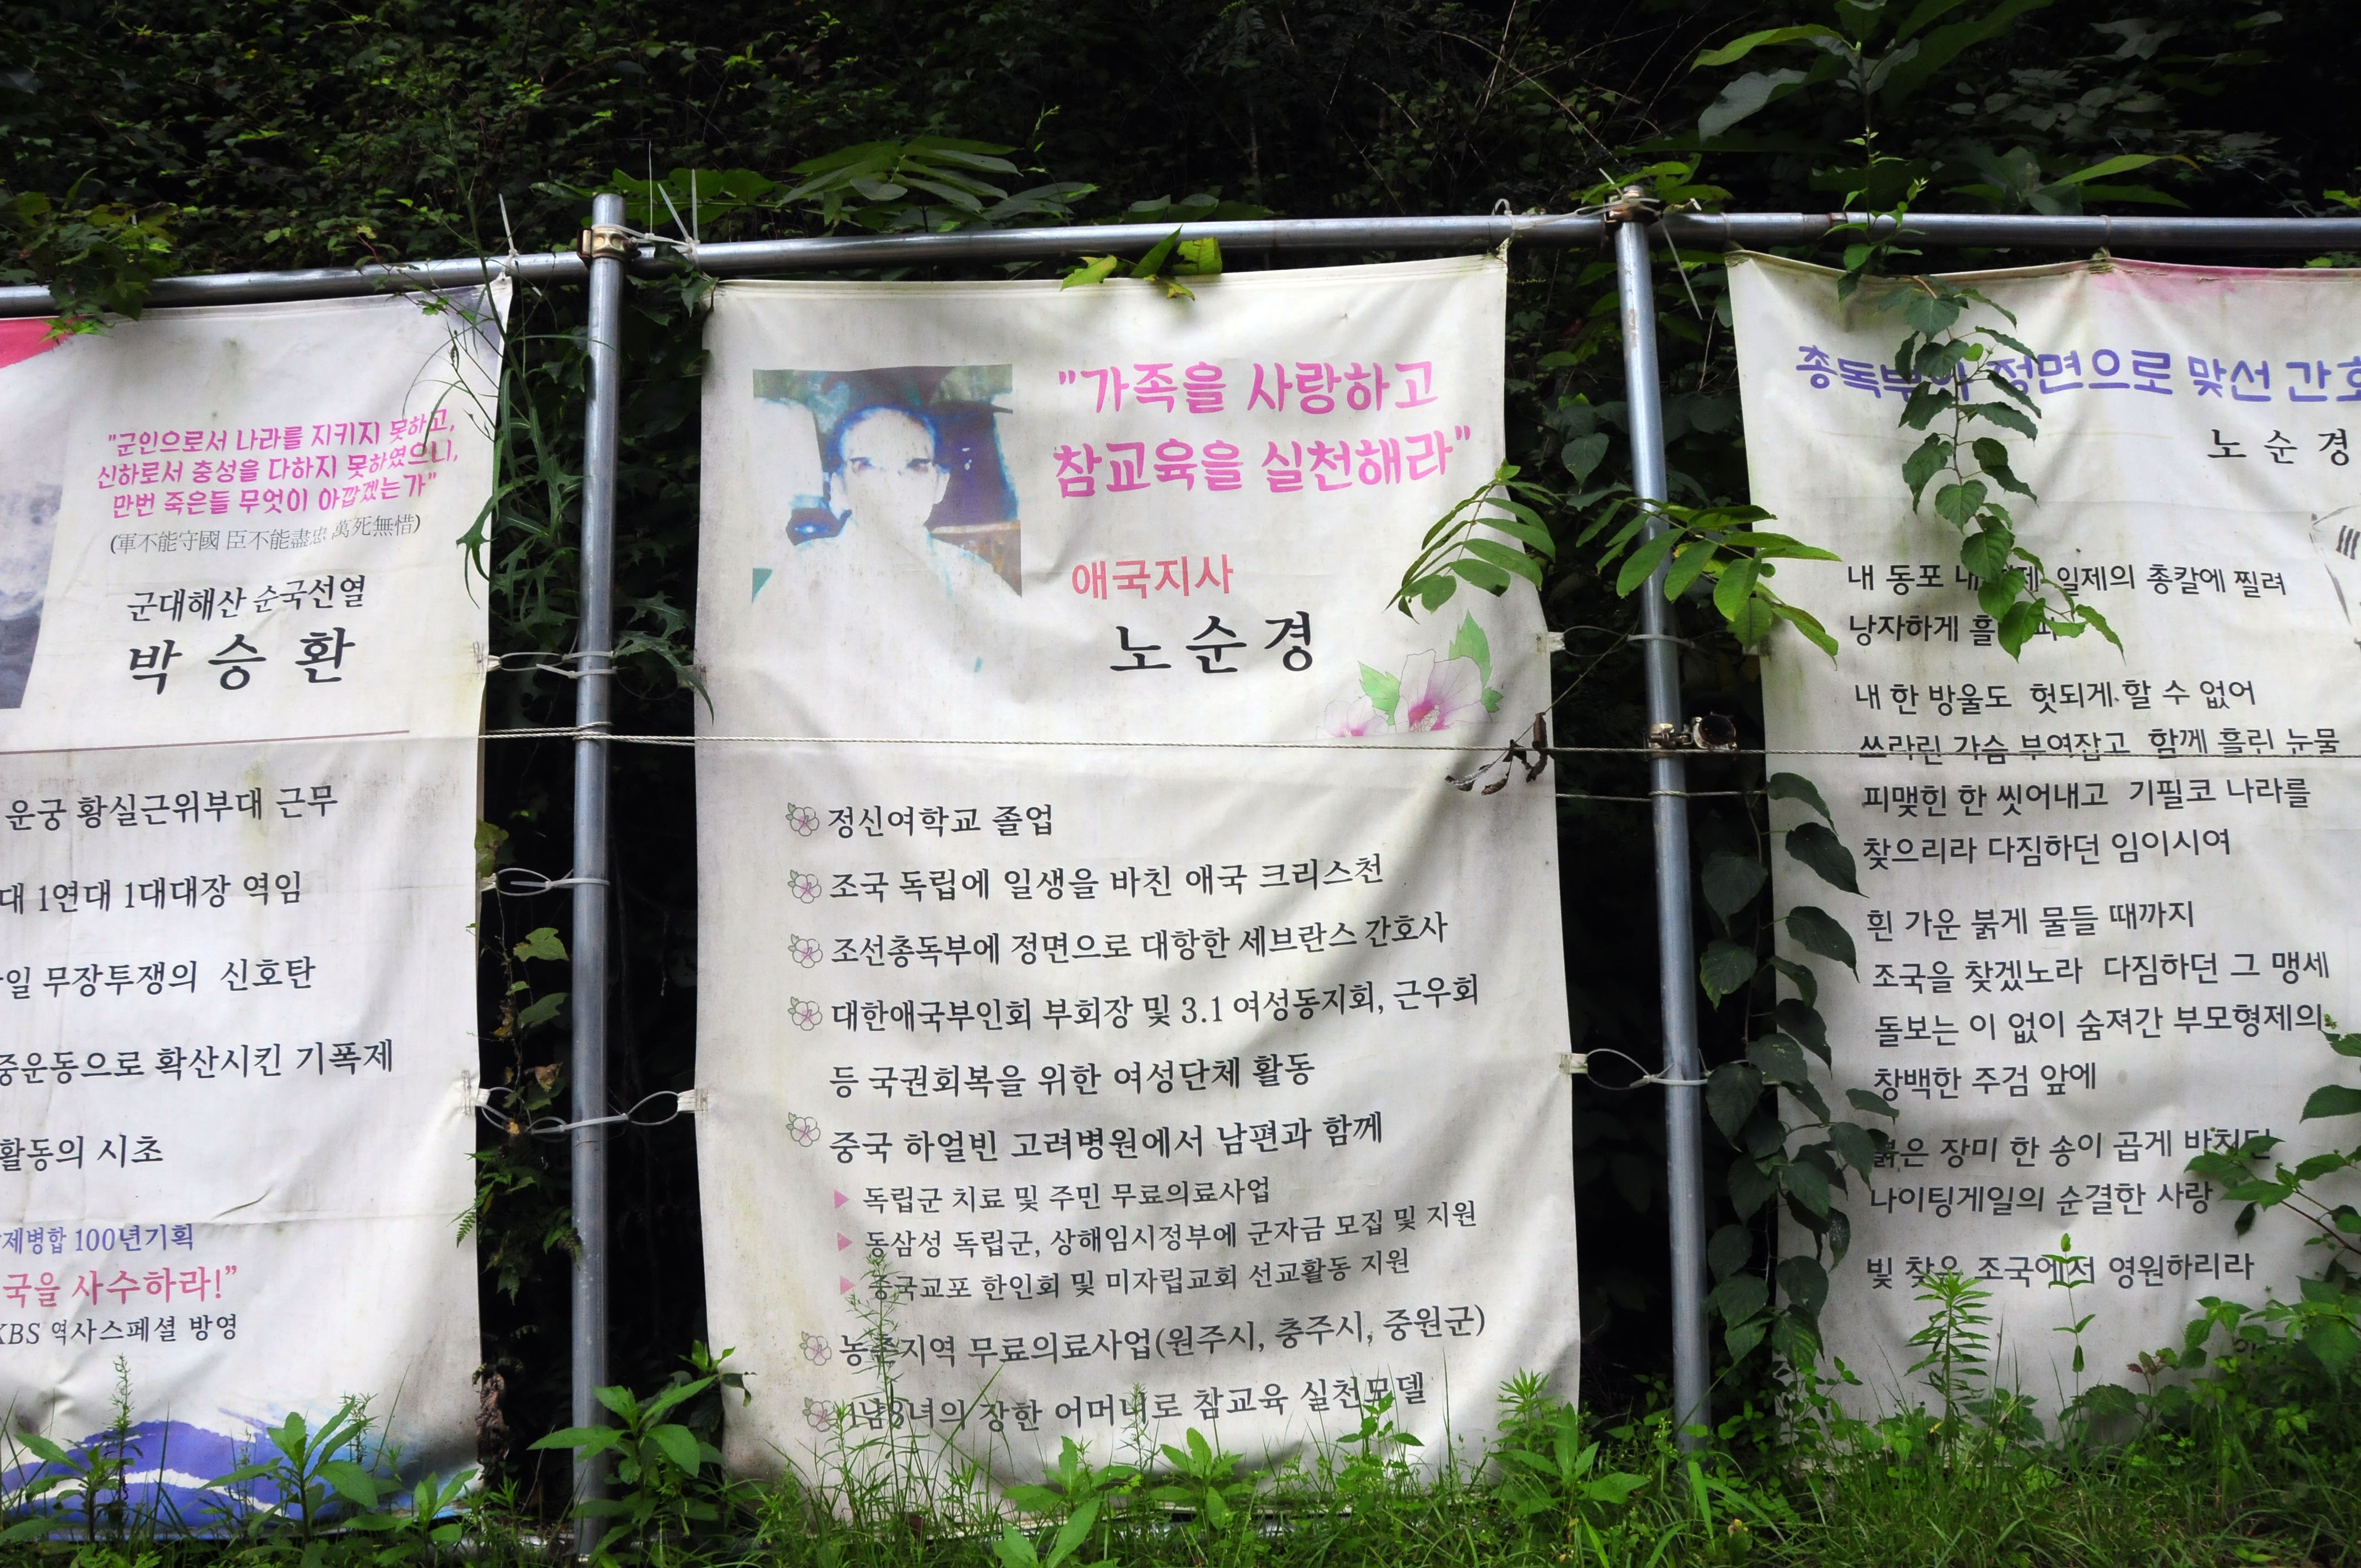 "군인으로서 나라를 지키지 못하고,
신하로서 충성을 다하지 못하였으니,
만번 죽은들 무엇이 아깝겠는가"
(軍不能守國 臣不能盡忠 萬死無惜)
군대해산 순국선열
박승환
운궁 황실근위부대 근무
대 1연대 1대대장 역임
일 무장투쟁의 신호탄
중운동으로 확산시킨 기폭제
활동의 시초
제병합 100년기획
국을 사수하라!”
KBS 역사스페셜 방영
"가족을 사랑하고
참교육을 실천해라"
애국지사
노순경
정신여학교 졸업
조국 독립에 일생을 바친 애국 크리스천
조선총독부에 정면으로 대항한 세브란스 간호사
대한애국부인회 부회장 및 3.1 여성동지회, 근우회
등 국권회복을 위한 여성단체 활동
중국 하얼빈 고려병원에서 남편과 함께
▶ 독립군 치료 및 주민 무료의료사업
▶ 동삼성 독립군, 상해임시정부에 군자금 모집 및 지원
▶ 중국교포 한인회 및 미자립교회 선교활동 지원
농촌지역 무료의료사업(원주시, 충주시, 중원군)
1남8녀의 장한 어머니로 참교육 실천모델
정면으로 맞선 간호
노순경
내 동포 일제의 총칼에 찔려
낭자하게
내 한 방울도 헛되게 할 수 없어
쓰라린 가슴 부여잡고 함께 흘린 눈물
피맺힌 한 씻어내고 기필코 나라를
찾으리라 다짐하던 임이시여
흰 가운 붉게 물들 때까지
조국을 찾겠노라 다짐하던 그 맹세
돌보는 이 없이 숨져간 부모형제의
창백한 주검 앞에
붉은 장미 한 송이 곱게 바치던
나이팅게일의 순결한 사랑
빛 찾은 조국에서 영원하리라